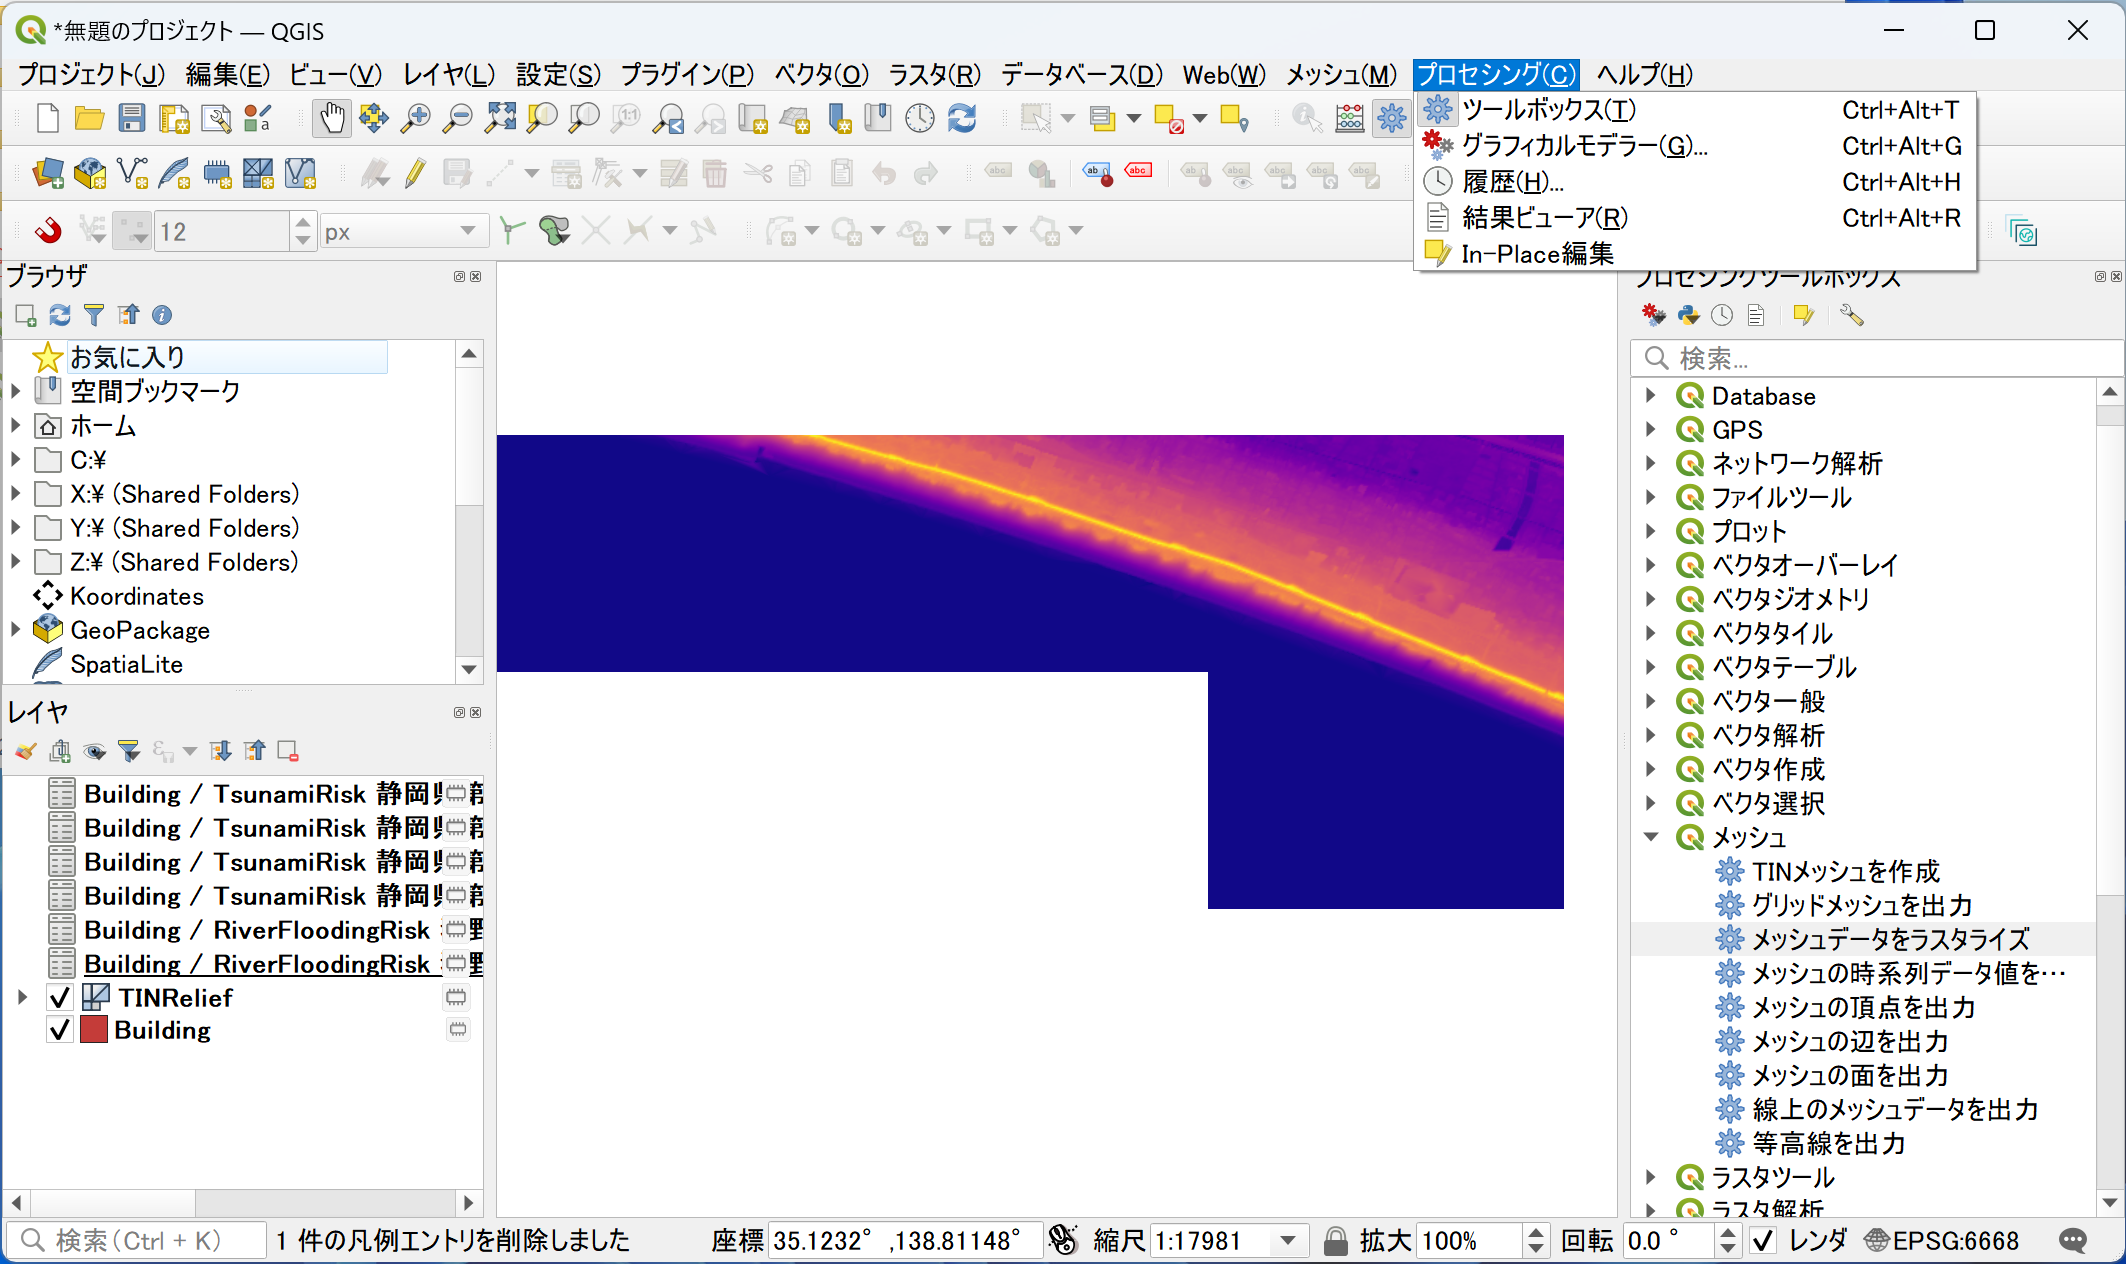 *無題のプロジェクト — QGIS
プロジェクト(J) 編集(E) ビュー(V) レイヤ(L) 設定(S) プラグイン(P) ベクタ(O) ラスタ(R) データベース(D) Web(W) メッシュ(M) プロセシング(C) ヘルプ(H)
ツールボックス(T) Ctrl+Alt+T
グラフィカルモデラー(G)... Ctrl+Alt+G
履歴(H)... Ctrl+Alt+H
結果ビューア(R) Ctrl+Alt+R
In-Place編集
12 px
ブラウザ
お気に入り
空間ブックマーク
ホーム
C:¥
X:¥ (Shared Folders)
Y:¥ (Shared Folders)
Z:¥ (Shared Folders)
Koordinates
GeoPackage
SpatiaLite
レイヤ
Building / TsunamiRisk 静岡県
Building / TsunamiRisk 静岡県
Building / TsunamiRisk 静岡県
Building / TsunamiRisk 静岡県
Building / RiverFloodingRisk
Building / RiverFloodingRisk
TINRelief
Building
プロセシングツールボックス
検索...
Database
GPS
ネットワーク解析
ファイルツール
プロット
ベクタオーバーレイ
ベクタジオメトリ
ベクタタイル
ベクタテーブル
ベクタ一般
ベクタ解析
ベクタ作成
ベクタ選択
メッシュ
TINメッシュを作成
グリッドメッシュを出力
メッシュデータをラスタライズ
メッシュの時系列データ値を…
メッシュの頂点を出力
メッシュの辺を出力
メッシュの面を出力
線上のメッシュデータを出力
等高線を出力
ラスタツール
ラスタ解析
検索(Ctrl + K) 1 件の凡例エントリを削除しました 座標 35.1232° ,138.81148° 縮尺 1:17981 拡大 100% 回転 0.0 ° レンダ EPSG:6668